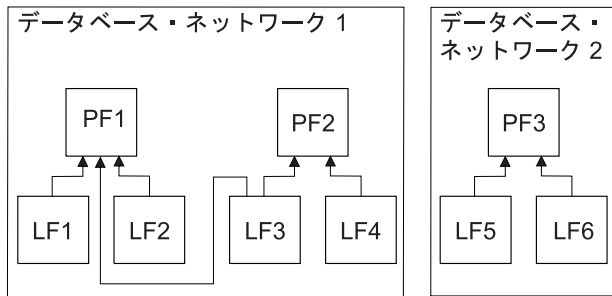 データベース・ネットワーク 1
データベース・
ネットワーク 2
PF1
PF2
PF3
LF1
LF2
LF3
LF4
LF5
LF6